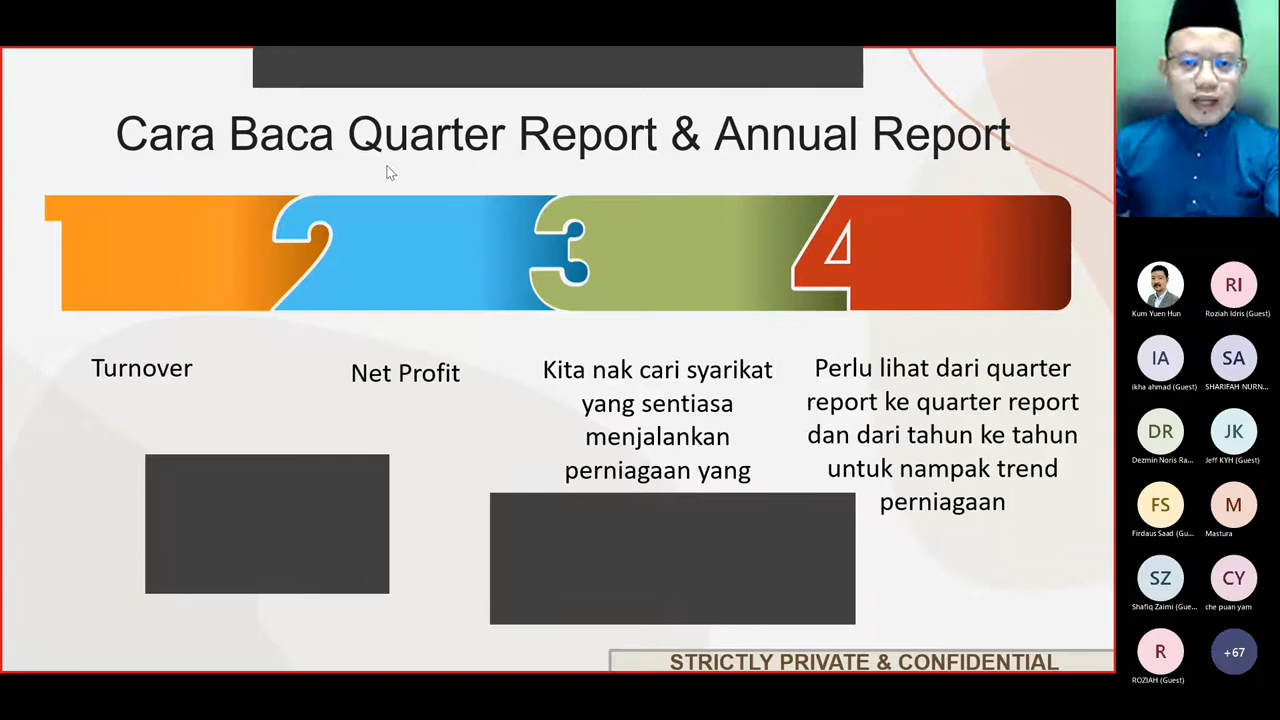 Cara Baca Quarter Report & Annual Report
1
2
3
4
Turnover
Net Profit
Kita nak cari syarikat
yang sentiasa
menjalankan
perniagaan yang
Perlu lihat dari quarter
report ke quarter report
dan dari tahun ke tahun
untuk nampak trend
perniagaan
STRICTLY PRIVATE & CONFIDENTIAL
Kum Yuen Hun
RI
Roziah Idris (Guest)
IA
ikha ahmad (Guest)
SA
SHARIFAH NURN...
DR
Dezmin Noris Ra...
JK
Jeff KYH (Guest)
FS
Firdaus Saad (Gu...
M
Mastura
SZ
Shafiq Zaimi (Gue...
CY
che puan yam
R
ROZIAH (Guest)
+67